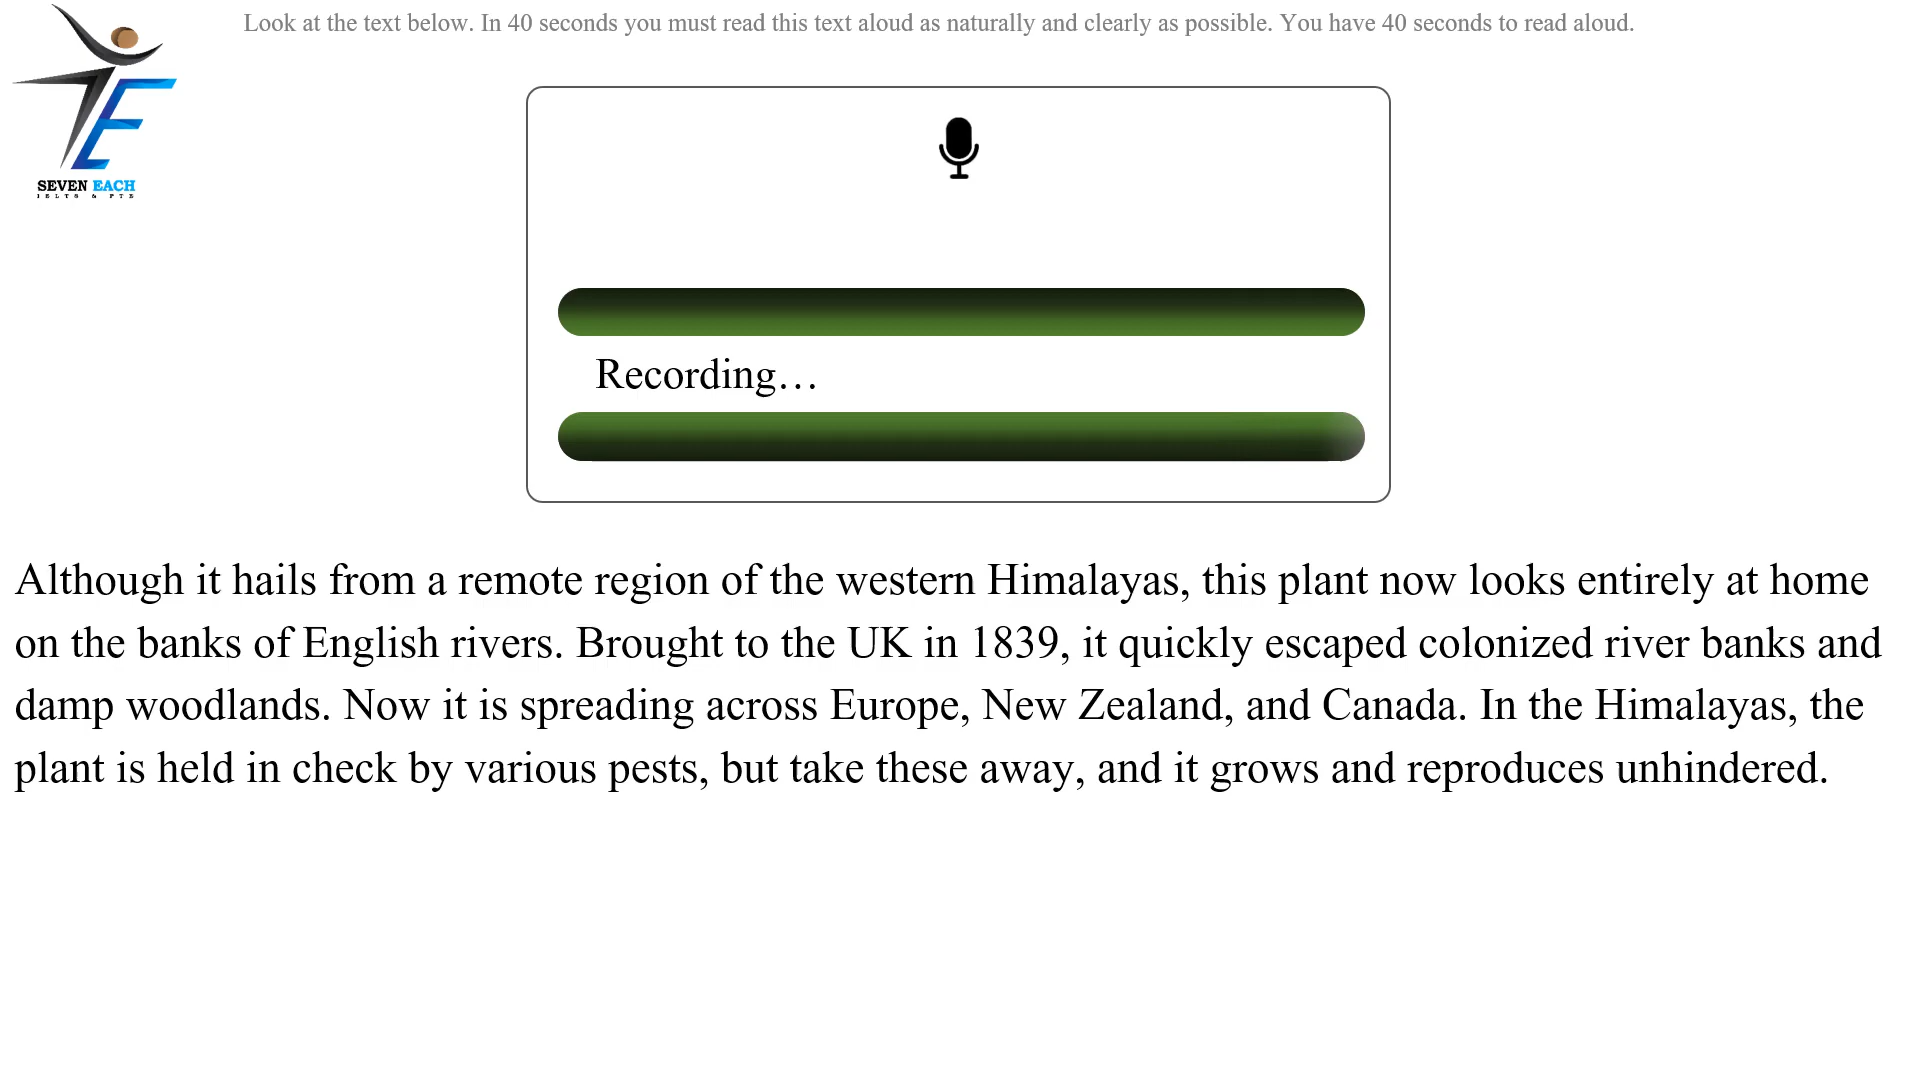 Look at the text below. In 40 seconds you must read this text aloud as naturally and clearly as possible. You have 40 seconds to read aloud.
SEVEN EACH
IELTS & PTE
Recording…
Although it hails from a remote region of the western Himalayas, this plant now looks entirely at home
on the banks of English rivers. Brought to the UK in 1839, it quickly escaped colonized river banks and
damp woodlands. Now it is spreading across Europe, New Zealand, and Canada. In the Himalayas, the
plant is held in check by various pests, but take these away, and it grows and reproduces unhindered.